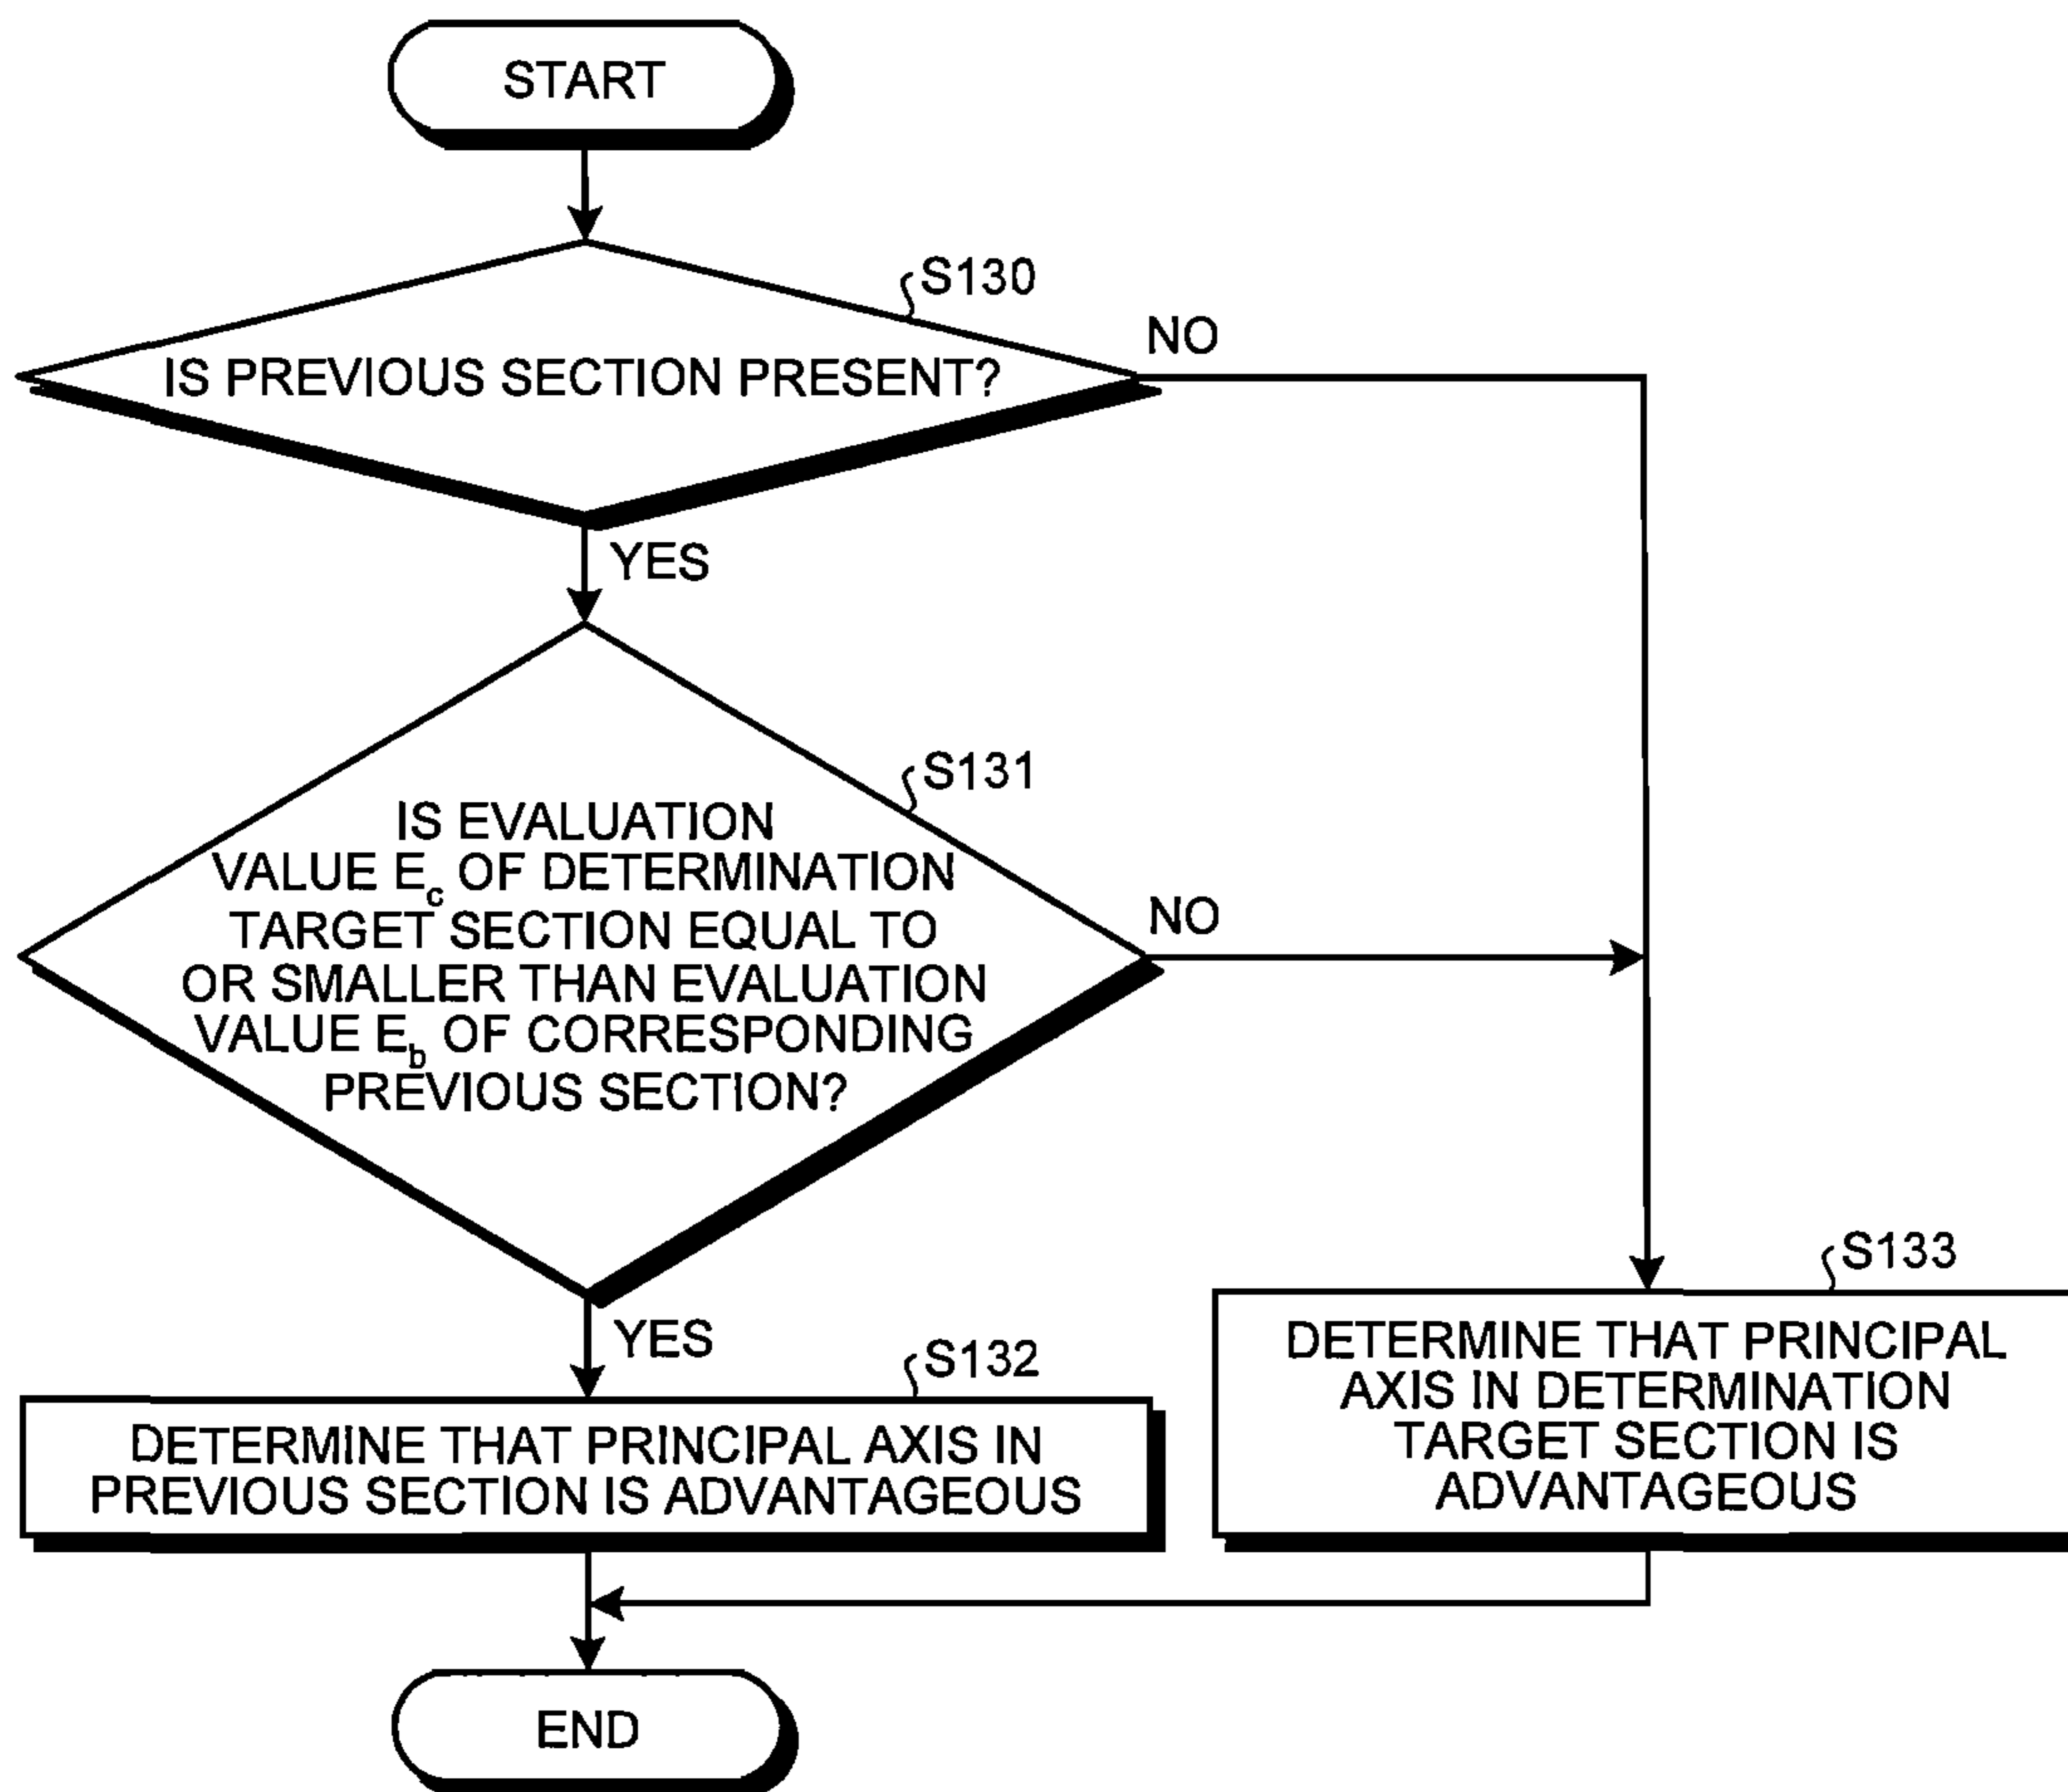 START
S130
IS PREVIOUS SECTION PRESENT?
NO
YES
S131
IS EVALUATION
VALUE Ec OF DETERMINATION
TARGET SECTION EQUAL TO
OR SMALLER THAN EVALUATION
VALUE Eb OF CORRESPONDING
PREVIOUS SECTION?
NO
YES
S132
DETERMINE THAT PRINCIPAL AXIS IN
PREVIOUS SECTION IS ADVANTAGEOUS
S133
DETERMINE THAT PRINCIPAL
AXIS IN DETERMINATION
TARGET SECTION IS
ADVANTAGEOUS
END